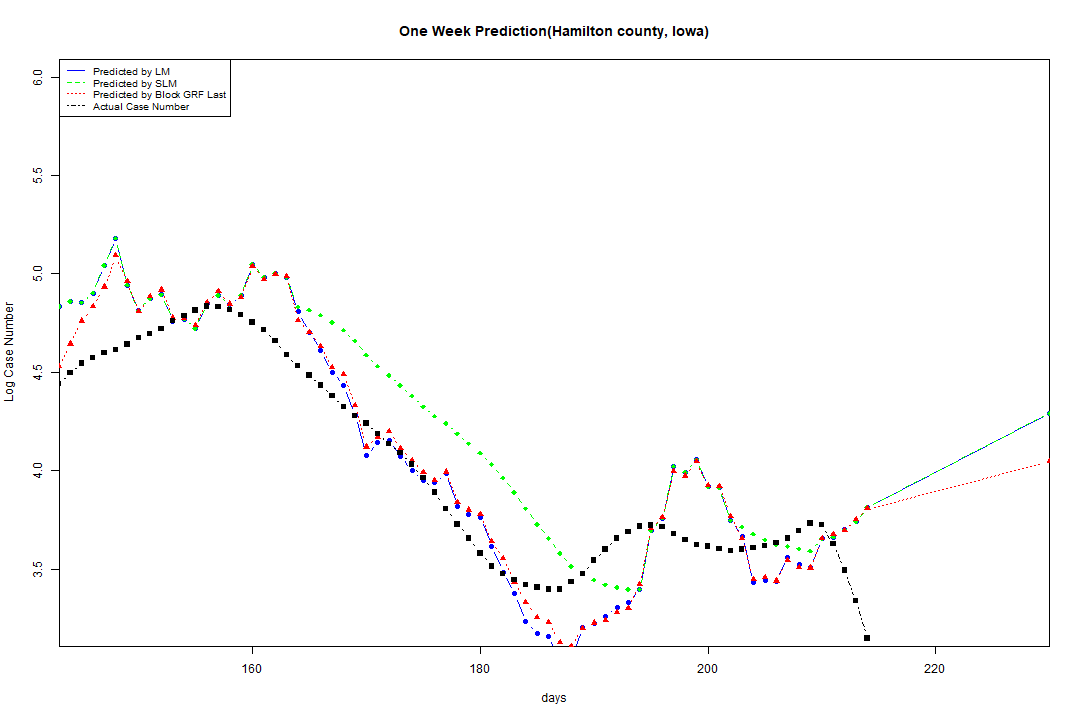 One Week Prediction(Hamilton county, Iowa)
Predicted by LM
Predicted by SLM
Predicted by Block GRF Last
Actual Case Number
6.0
5.5
5.0
4.5
4.0
3.5
Log Case Number
160 180 200 220
days